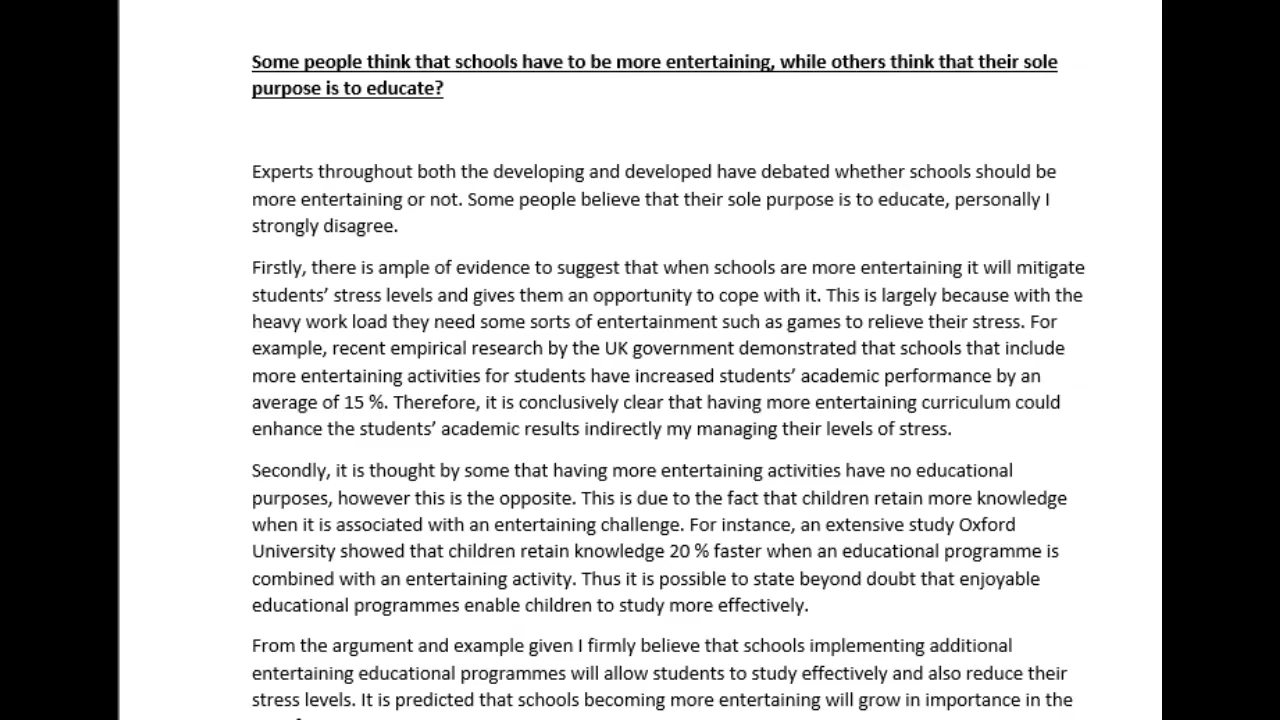 Some people think that schools have to be more entertaining, while others think that their sole
purpose is to educate?
Experts throughout both the developing and developed have debated whether schools should be
more entertaining or not. Some people believe that their sole purpose is to educate, personally I
strongly disagree.
Firstly, there is ample of evidence to suggest that when schools are more entertaining it will mitigate
students’ stress levels and gives them an opportunity to cope with it. This is largely because with the
heavy work load they need some sorts of entertainment such as games to relieve their stress. For
example, recent empirical research by the UK government demonstrated that schools that include
more entertaining activities for students have increased students’ academic performance by an
average of 15 %. Therefore, it is conclusively clear that having more entertaining curriculum could
enhance the students’ academic results indirectly my managing their levels of stress.
Secondly, it is thought by some that having more entertaining activities have no educational
purposes, however this is the opposite. This is due to the fact that children retain more knowledge
when it is associated with an entertaining challenge. For instance, an extensive study Oxford
University showed that children retain knowledge 20 % faster when an educational programme is
combined with an entertaining activity. Thus it is possible to state beyond doubt that enjoyable
educational programmes enable children to study more effectively.
From the argument and example given I firmly believe that schools implementing additional
entertaining educational programmes will allow students to study effectively and also reduce their
stress levels. It is predicted that schools becoming more entertaining will grow in importance in the